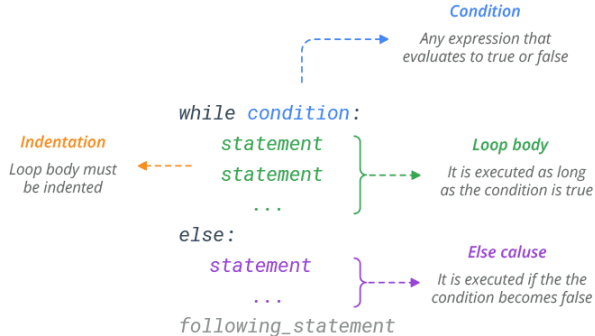 Condition
Any expression that
evaluates to true or false
while condition:
Indentation
Loop body must
be indented
statement
statement
...
Loop body
It is executed as long
as the condition is true
else:
statement
...
Else caluse
It is executed if the the
condition becomes false
following_statement